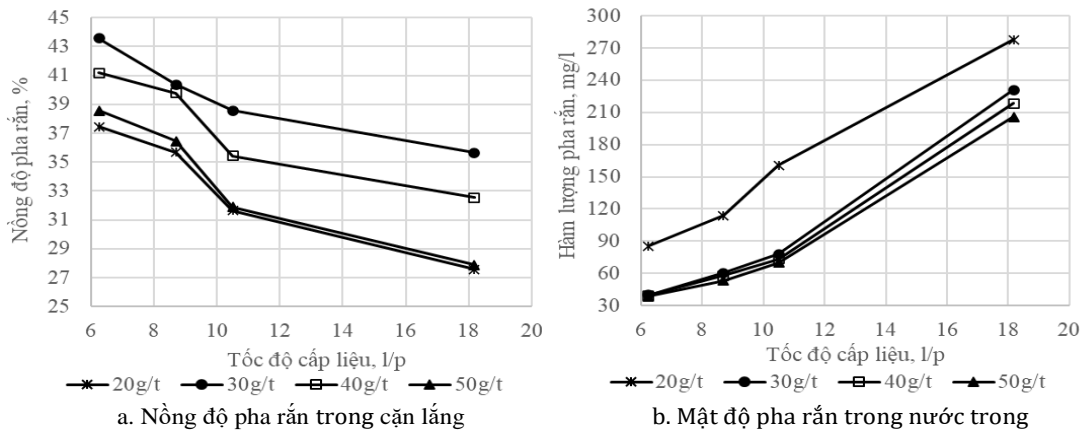 45
43
41
39
37
35
33
31
29
27
25
Nồng độ pha rắn, %
6 8 10 12 14 16 18 20
Tốc độ cấp liệu, l/p
20g/t 30g/t 40g/t 50g/t
a. Nồng độ pha rắn trong cặn lắng
300
270
240
210
180
150
120
90
60
30
Hàm lượng pha rắn, mg/l
6 8 10 12 14 16 18 20
Tốc độ cấp liệu, l/p
20g/t 30g/t 40g/t 50g/t
b. Mật độ pha rắn trong nước trong